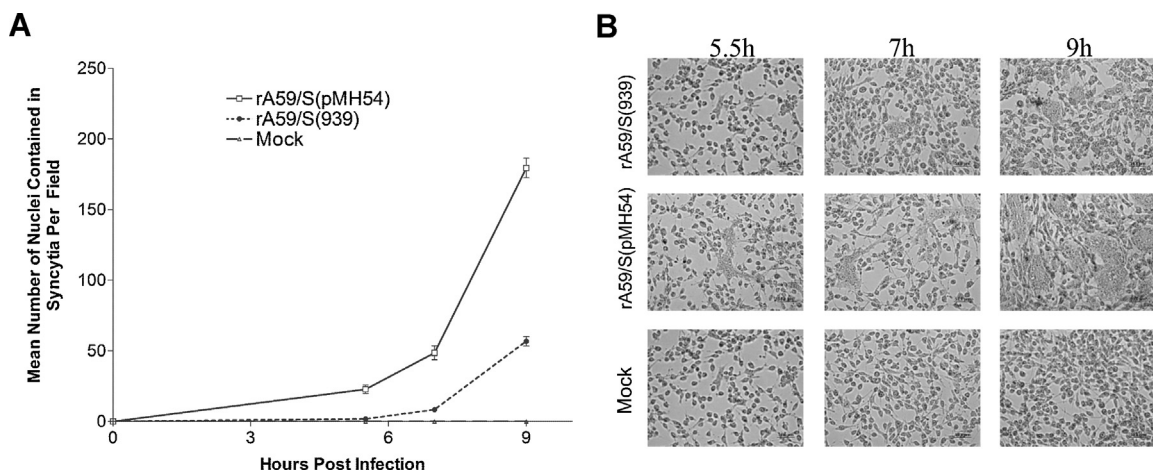 A
250
200
150
100
50
0
0
3
6
9
Mean Number of Nuclei Contained in
Syncytia Per Field
Hours Post Infection
rA59/S(pMH54)
rA59/S(939)
Mock
B
5.5h
7h
9h
rA59/S(939)
rA59/S(pMH54)
Mock